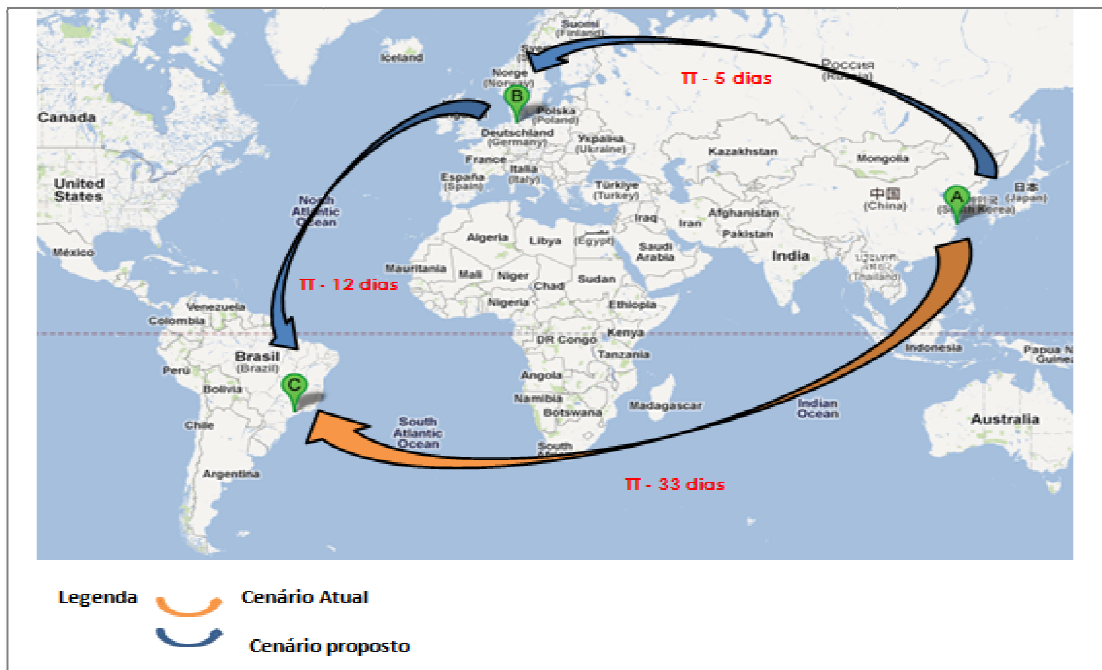 Suomi
(Finland)
Iceland
Norge
(Norway)
РОССИЯ
(Russia)
π - 5 dias
B
Polska
(Poland)
Canada
Deutschland
(Germany)
Україна
(Ukraine)
France
Italia
(Italy)
España
(Spain)
Kazakhstan
Mongolia
United
States
North
Atlantic
Ocean
Türkiye
(Turkey)
中国
(China)
A
日本
(Japan)
Iraq
Iran
Afghanistan
Pakistan
México
Algeria
Libya
(Egypt)
Saudi
Arabia
India
(Thailand)
Mauritania
Mali
Niger
Chad
Sudan
π - 12 dias
Nigeria
Ethiopia
Venezuela
Colombia
Kenya
DR Congo
Tanzania
Indonesia
Papua N
Guinea
Brasil
(Brazil)
Perú
C
Bolivia
Angola
Namibia
Botswana
Madagascar
Indian
Ocean
Australia
Chile
South
Atlantic
Ocean
South
Argentina
π - 33 dias
Legenda
Cenário Atual
Cenário proposto